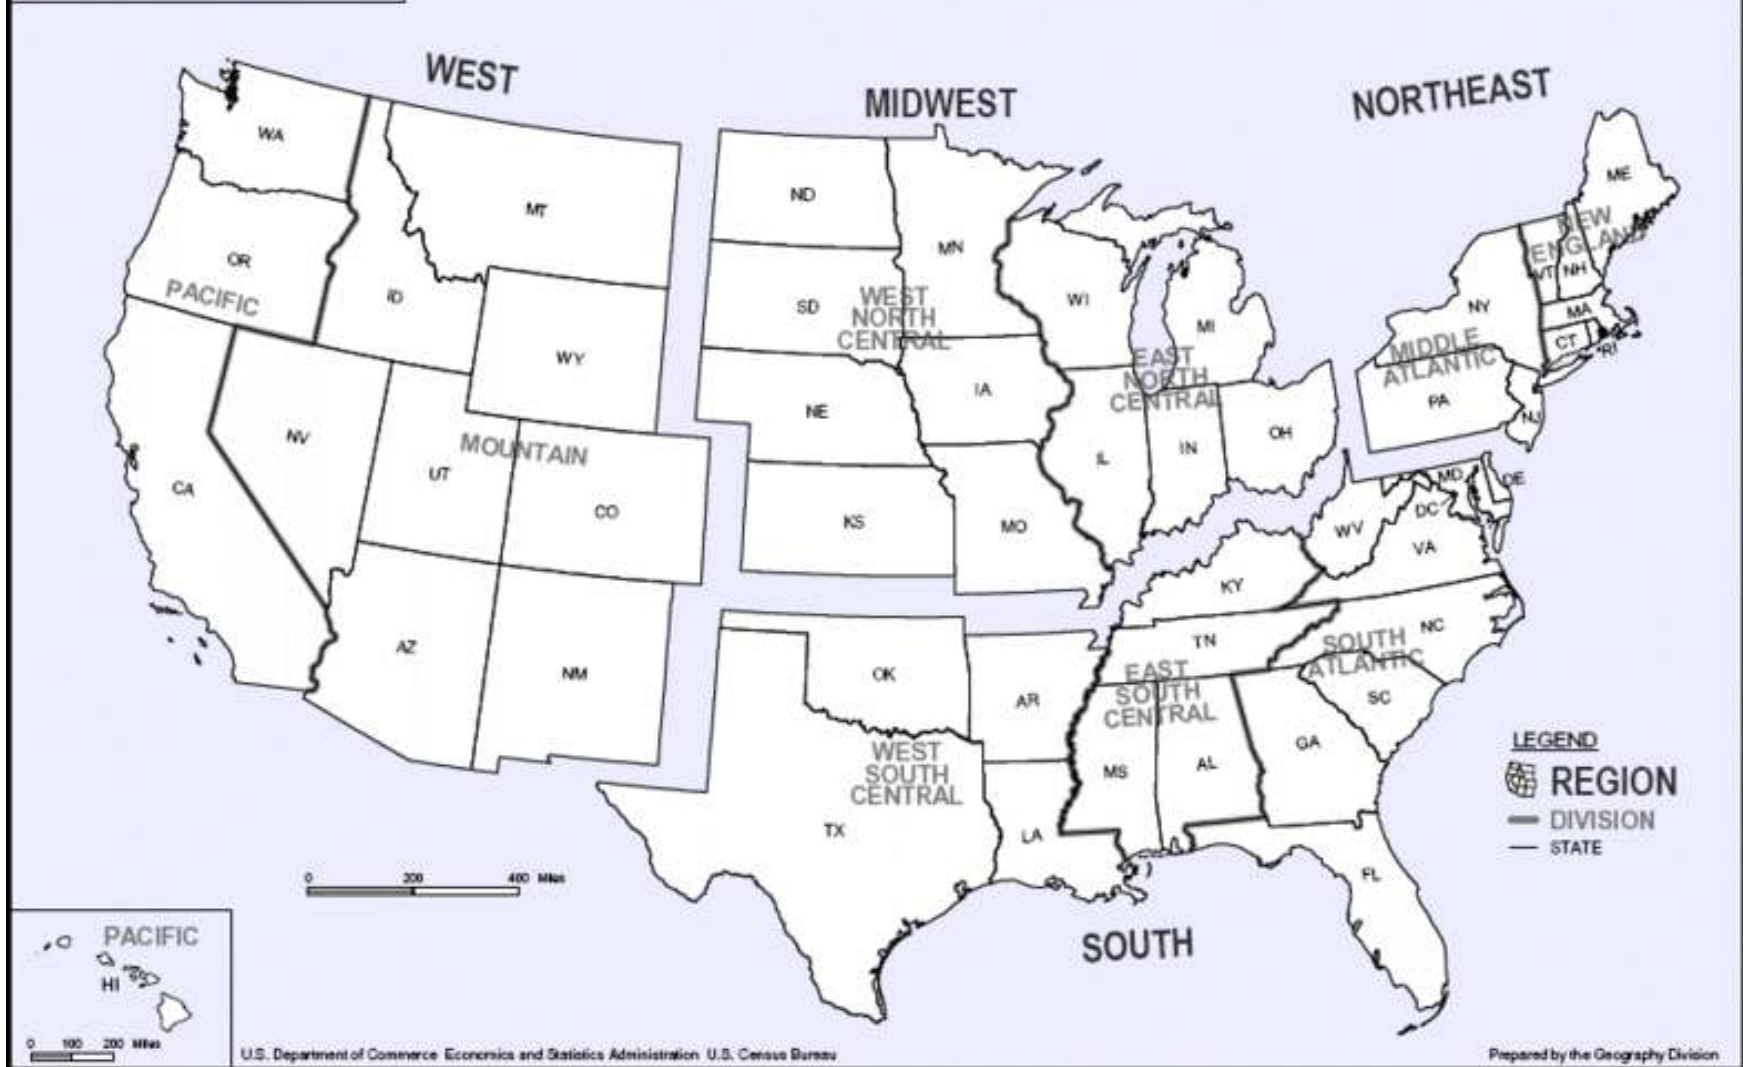 WEST
MIDWEST
NORTHEAST
WA
MT
ND
MN
ME
OR
PACIFIC
ID
SD
WEST
NORTH
CENTRAL
WI
MI
NEW
ENGLAND
VT
NH
NY
MA
CT
RI
WY
IA
EAST
NORTH
CENTRAL
MIDDLE
ATLANTIC
PA
NJ
NV
MOUNTAIN
UT
NE
IL
IN
OH
CA
CO
KS
MO
MD
DE
DC
WV
VA
KY
AZ
NM
OK
AR
TN
NC
SOUTH
ATLANTIC
EAST
SOUTH
CENTRAL
SC
WEST
SOUTH
CENTRAL
MS
AL
GA
TX
LA
FL
LEGEND
REGION
DIVISION
STATE
0 200 400 Miles
SOUTH
PACIFIC
HI
0 100 200 Miles
U.S. Department of Commerce Economics and Statistics Administration U.S. Census Bureau
Prepared by the Geography Division